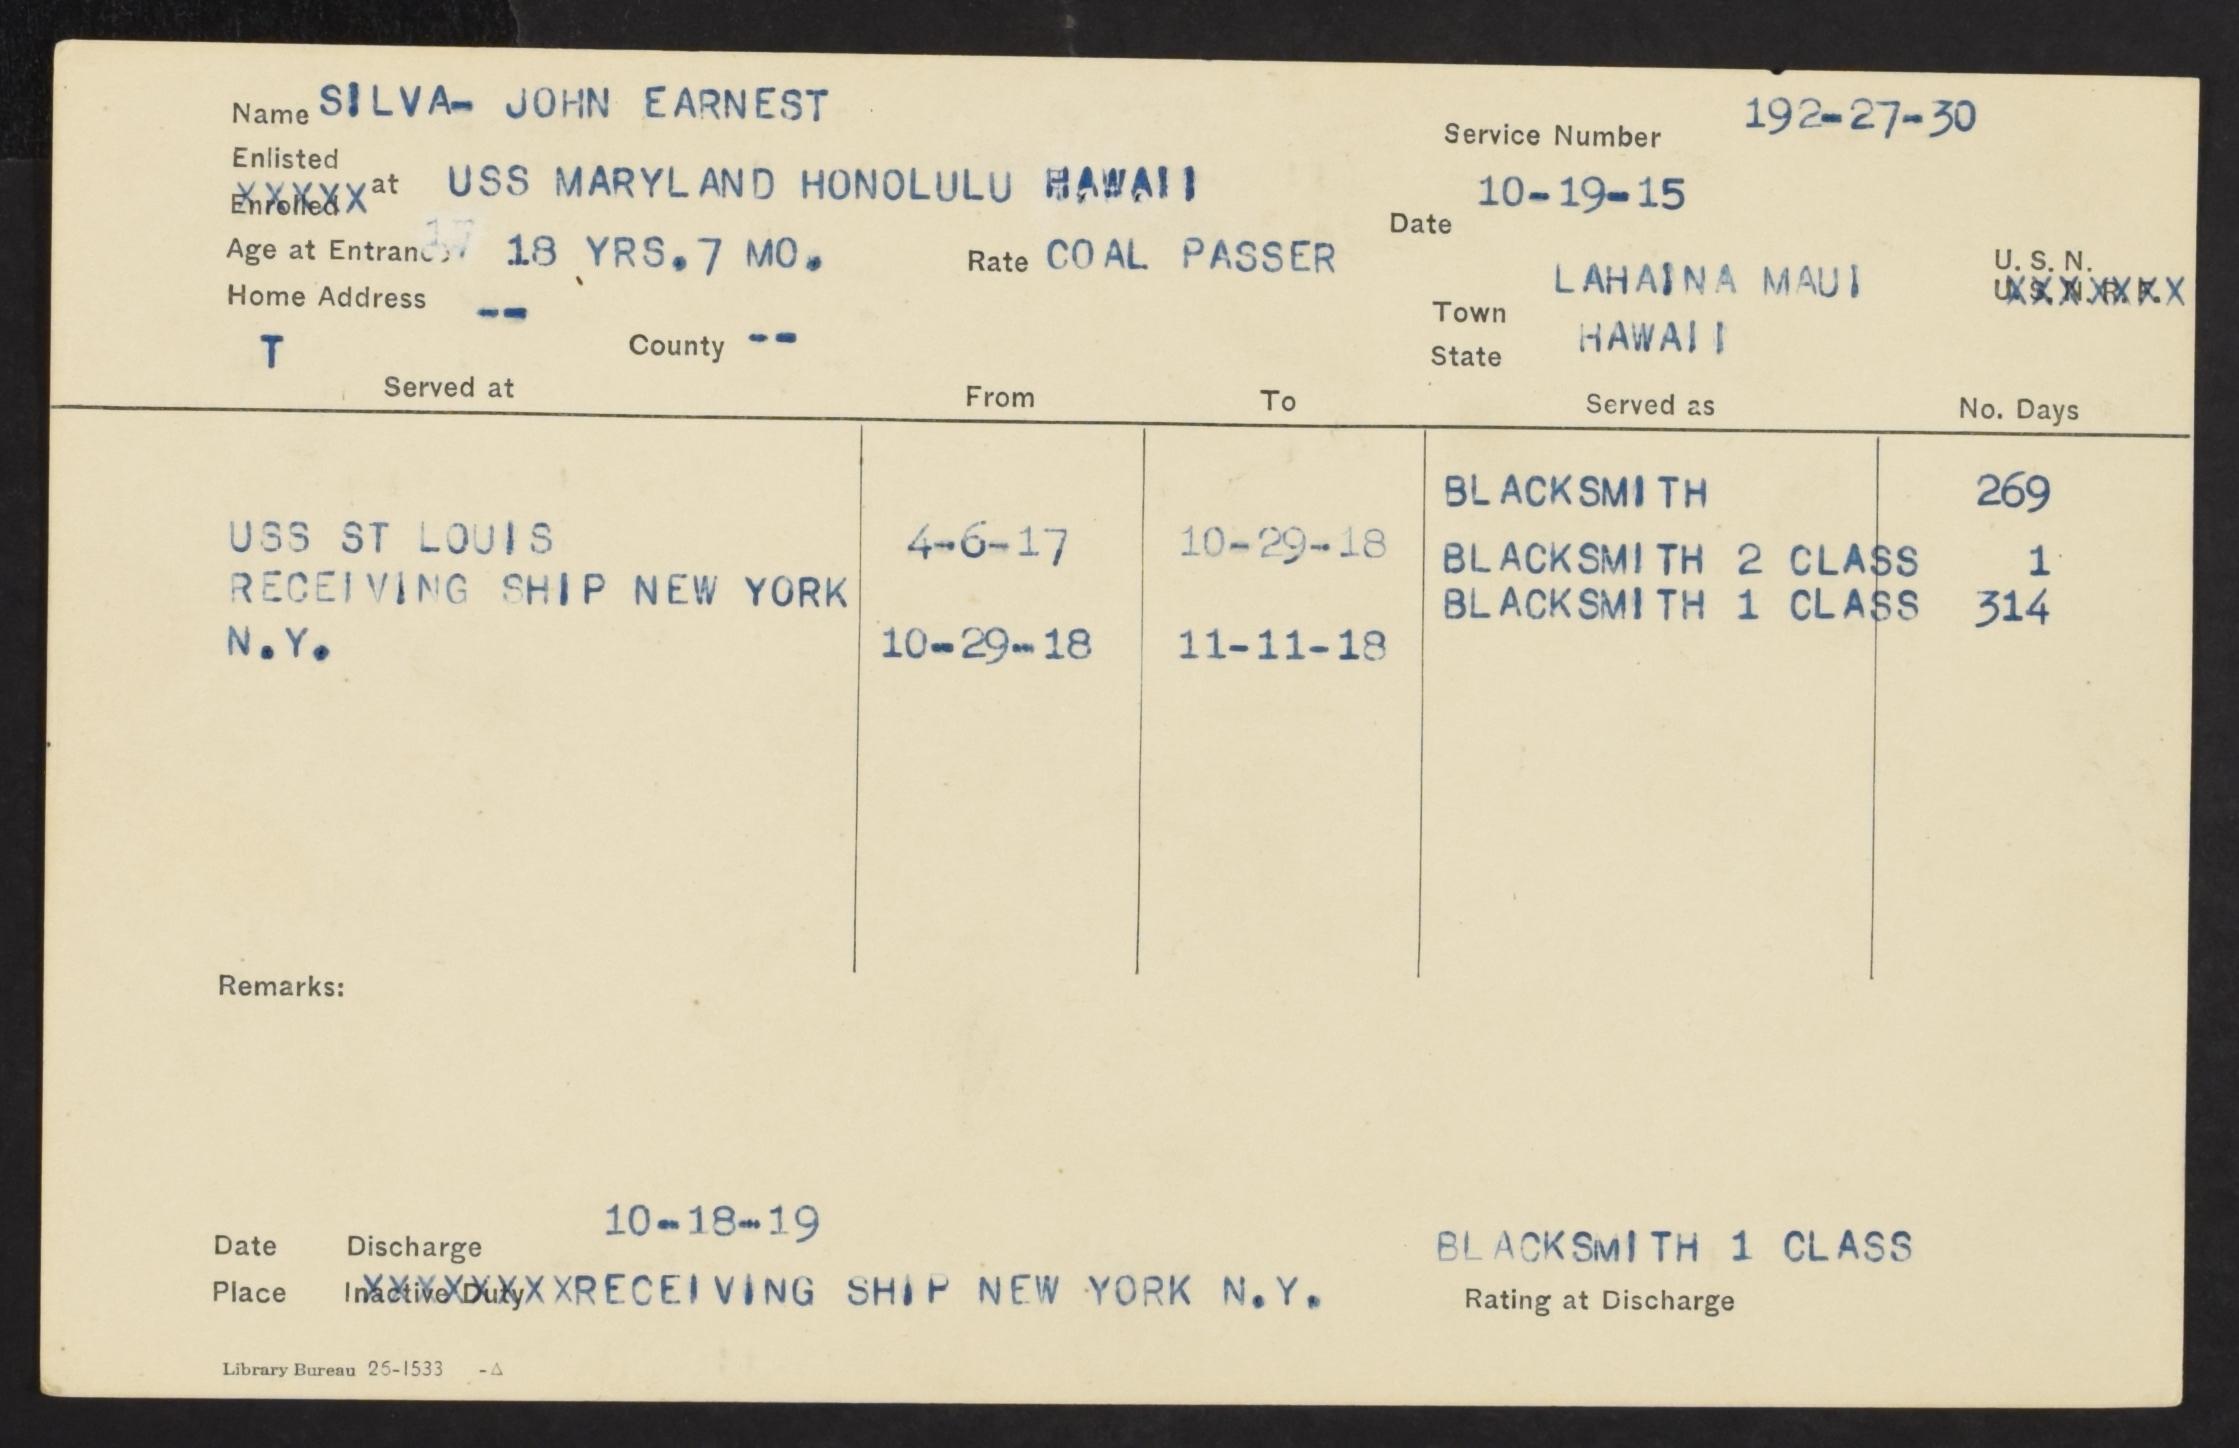 Name SILVA- JOHN EARNEST
Service Number 192-27-30
Enlisted
Enrolled XXXXX at USS MARYLAND HONOLULU HAWAII
Date 10-19-15
Age at Entrance 17 18 YRS. 7 MO. Rate COAL PASSER
U. S. N.
U. S. N. R. F. XXXXXXX
Home Address --
Town LAHAINA MAUI
T County -- State HAWAII
Served at From To Served as No. Days
BLACKSMITH 269
USS ST LOUIS 4-6-17 10-29-18
BLACKSMITH 2 CLASS 1
RECEIVING SHIP NEW YORK
BLACKSMITH 1 CLASS 314
N.Y. 10-29-18 11-11-18
Remarks:
Date Discharge 10-18-19
BLACKSMITH 1 CLASS
Place Inactive Duty XXXXXXXX RECEIVING SHIP NEW YORK N.Y.
Rating at Discharge
Library Bureau 25-1533 -△